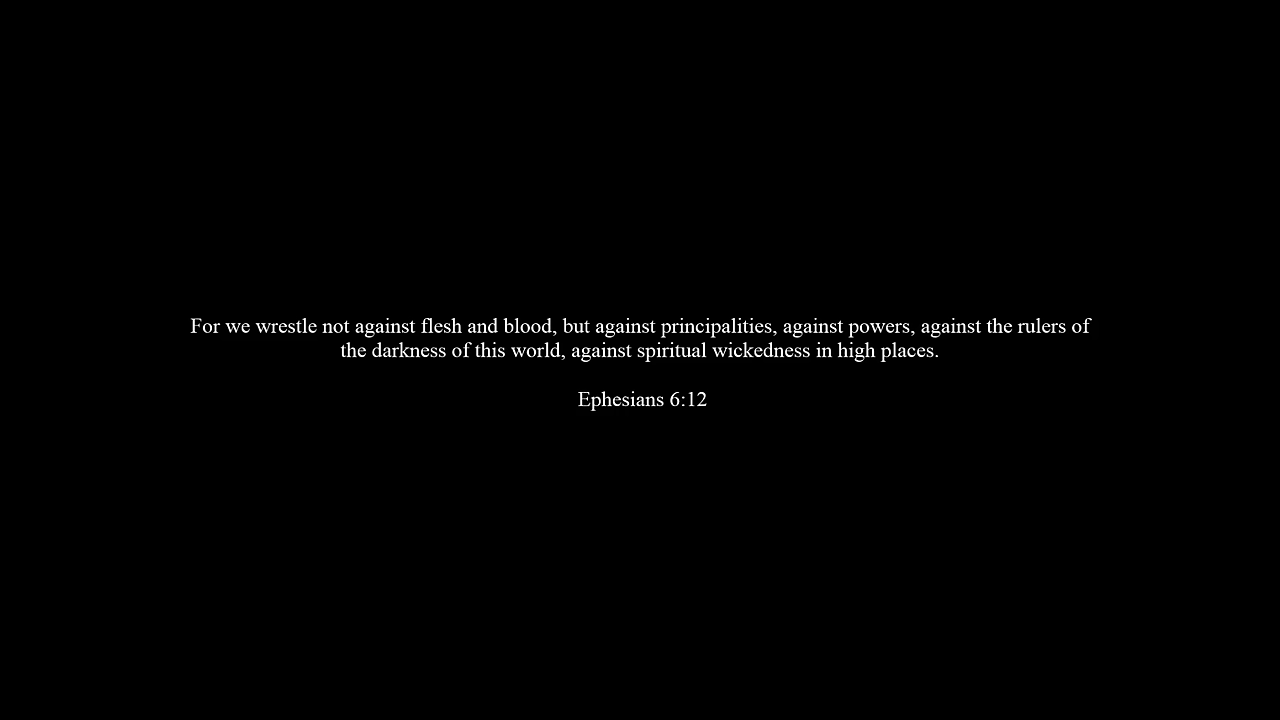 For we wrestle not against flesh and blood, but against principalities, against powers, against the rulers of
the darkness of this world, against spiritual wickedness in high places.
Ephesians 6:12